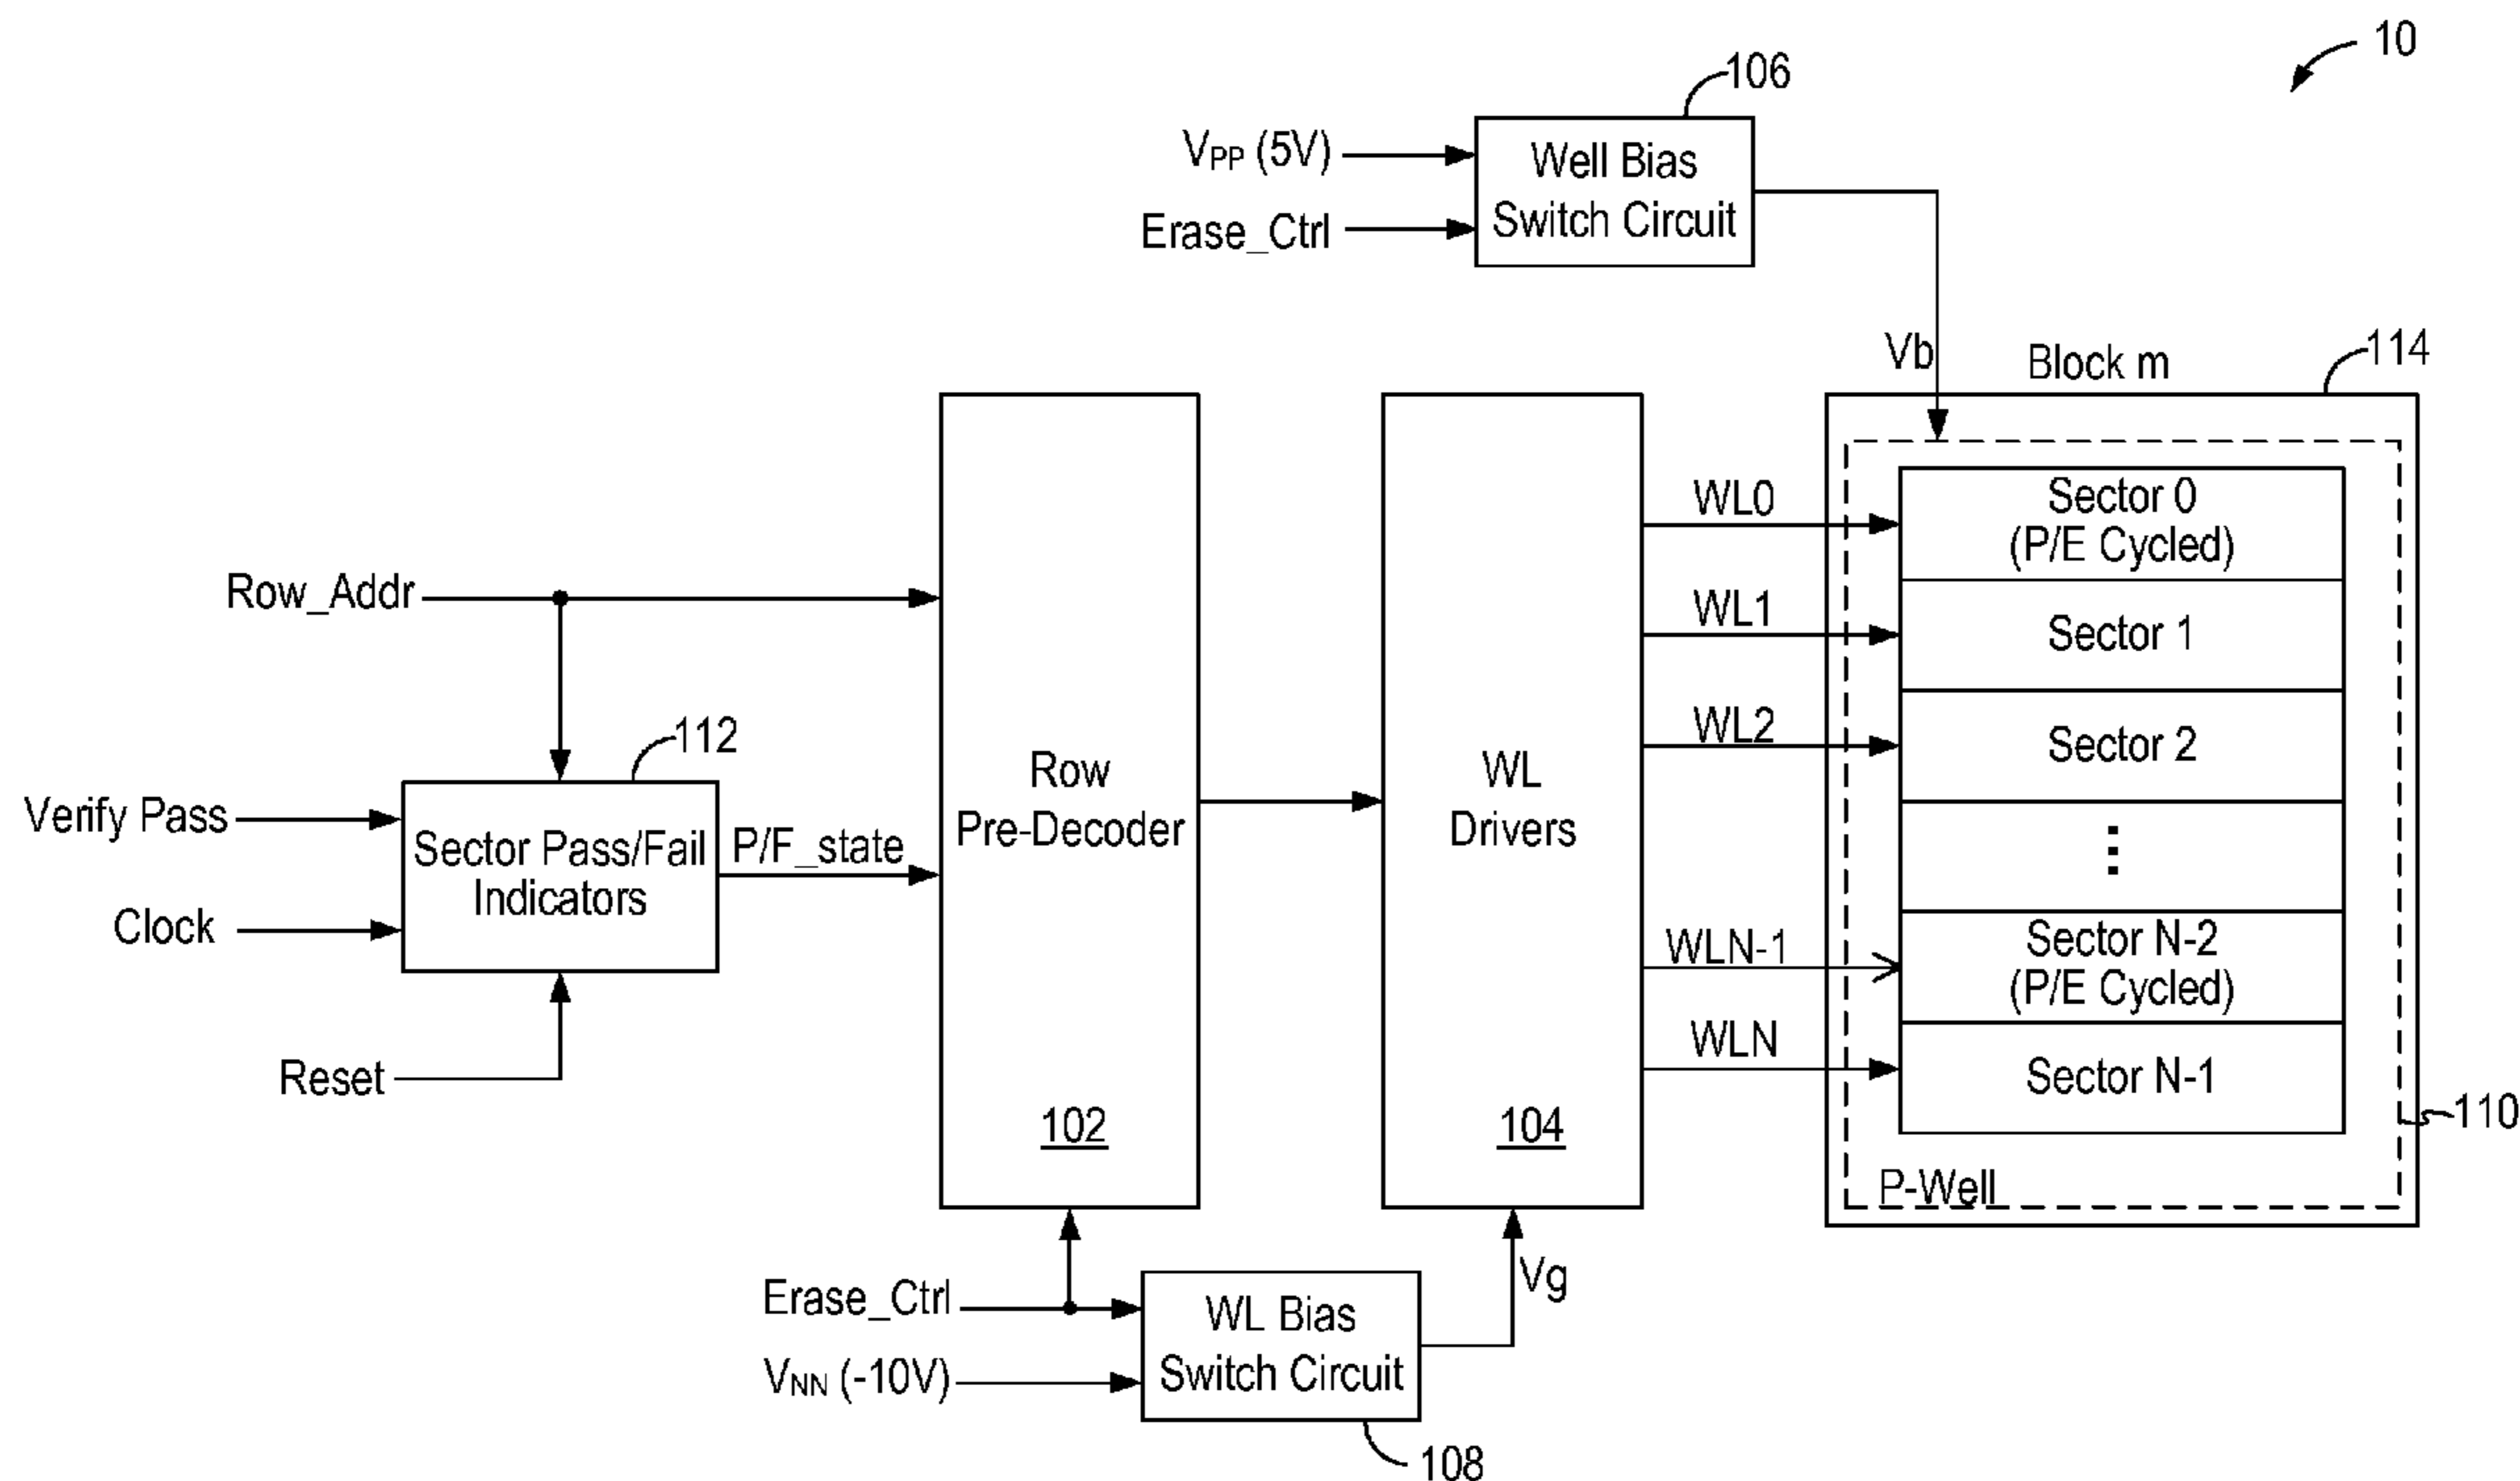 10
106
V_PP (5V)
Erase_Ctrl
Well Bias
Switch Circuit
Vb
Block m
114
Row_Addr
112
Verify Pass
Clock
Reset
Sector Pass/Fail
Indicators
P/F_state
Row
Pre-Decoder
102
WL
Drivers
104
WL0
WL1
WL2
WLN-1
WLN
Sector 0
(P/E Cycled)
Sector 1
Sector 2
⋮
Sector N-2
(P/E Cycled)
Sector N-1
P-Well
110
Erase_Ctrl
V_NN (-10V)
WL Bias
Switch Circuit
Vg
108